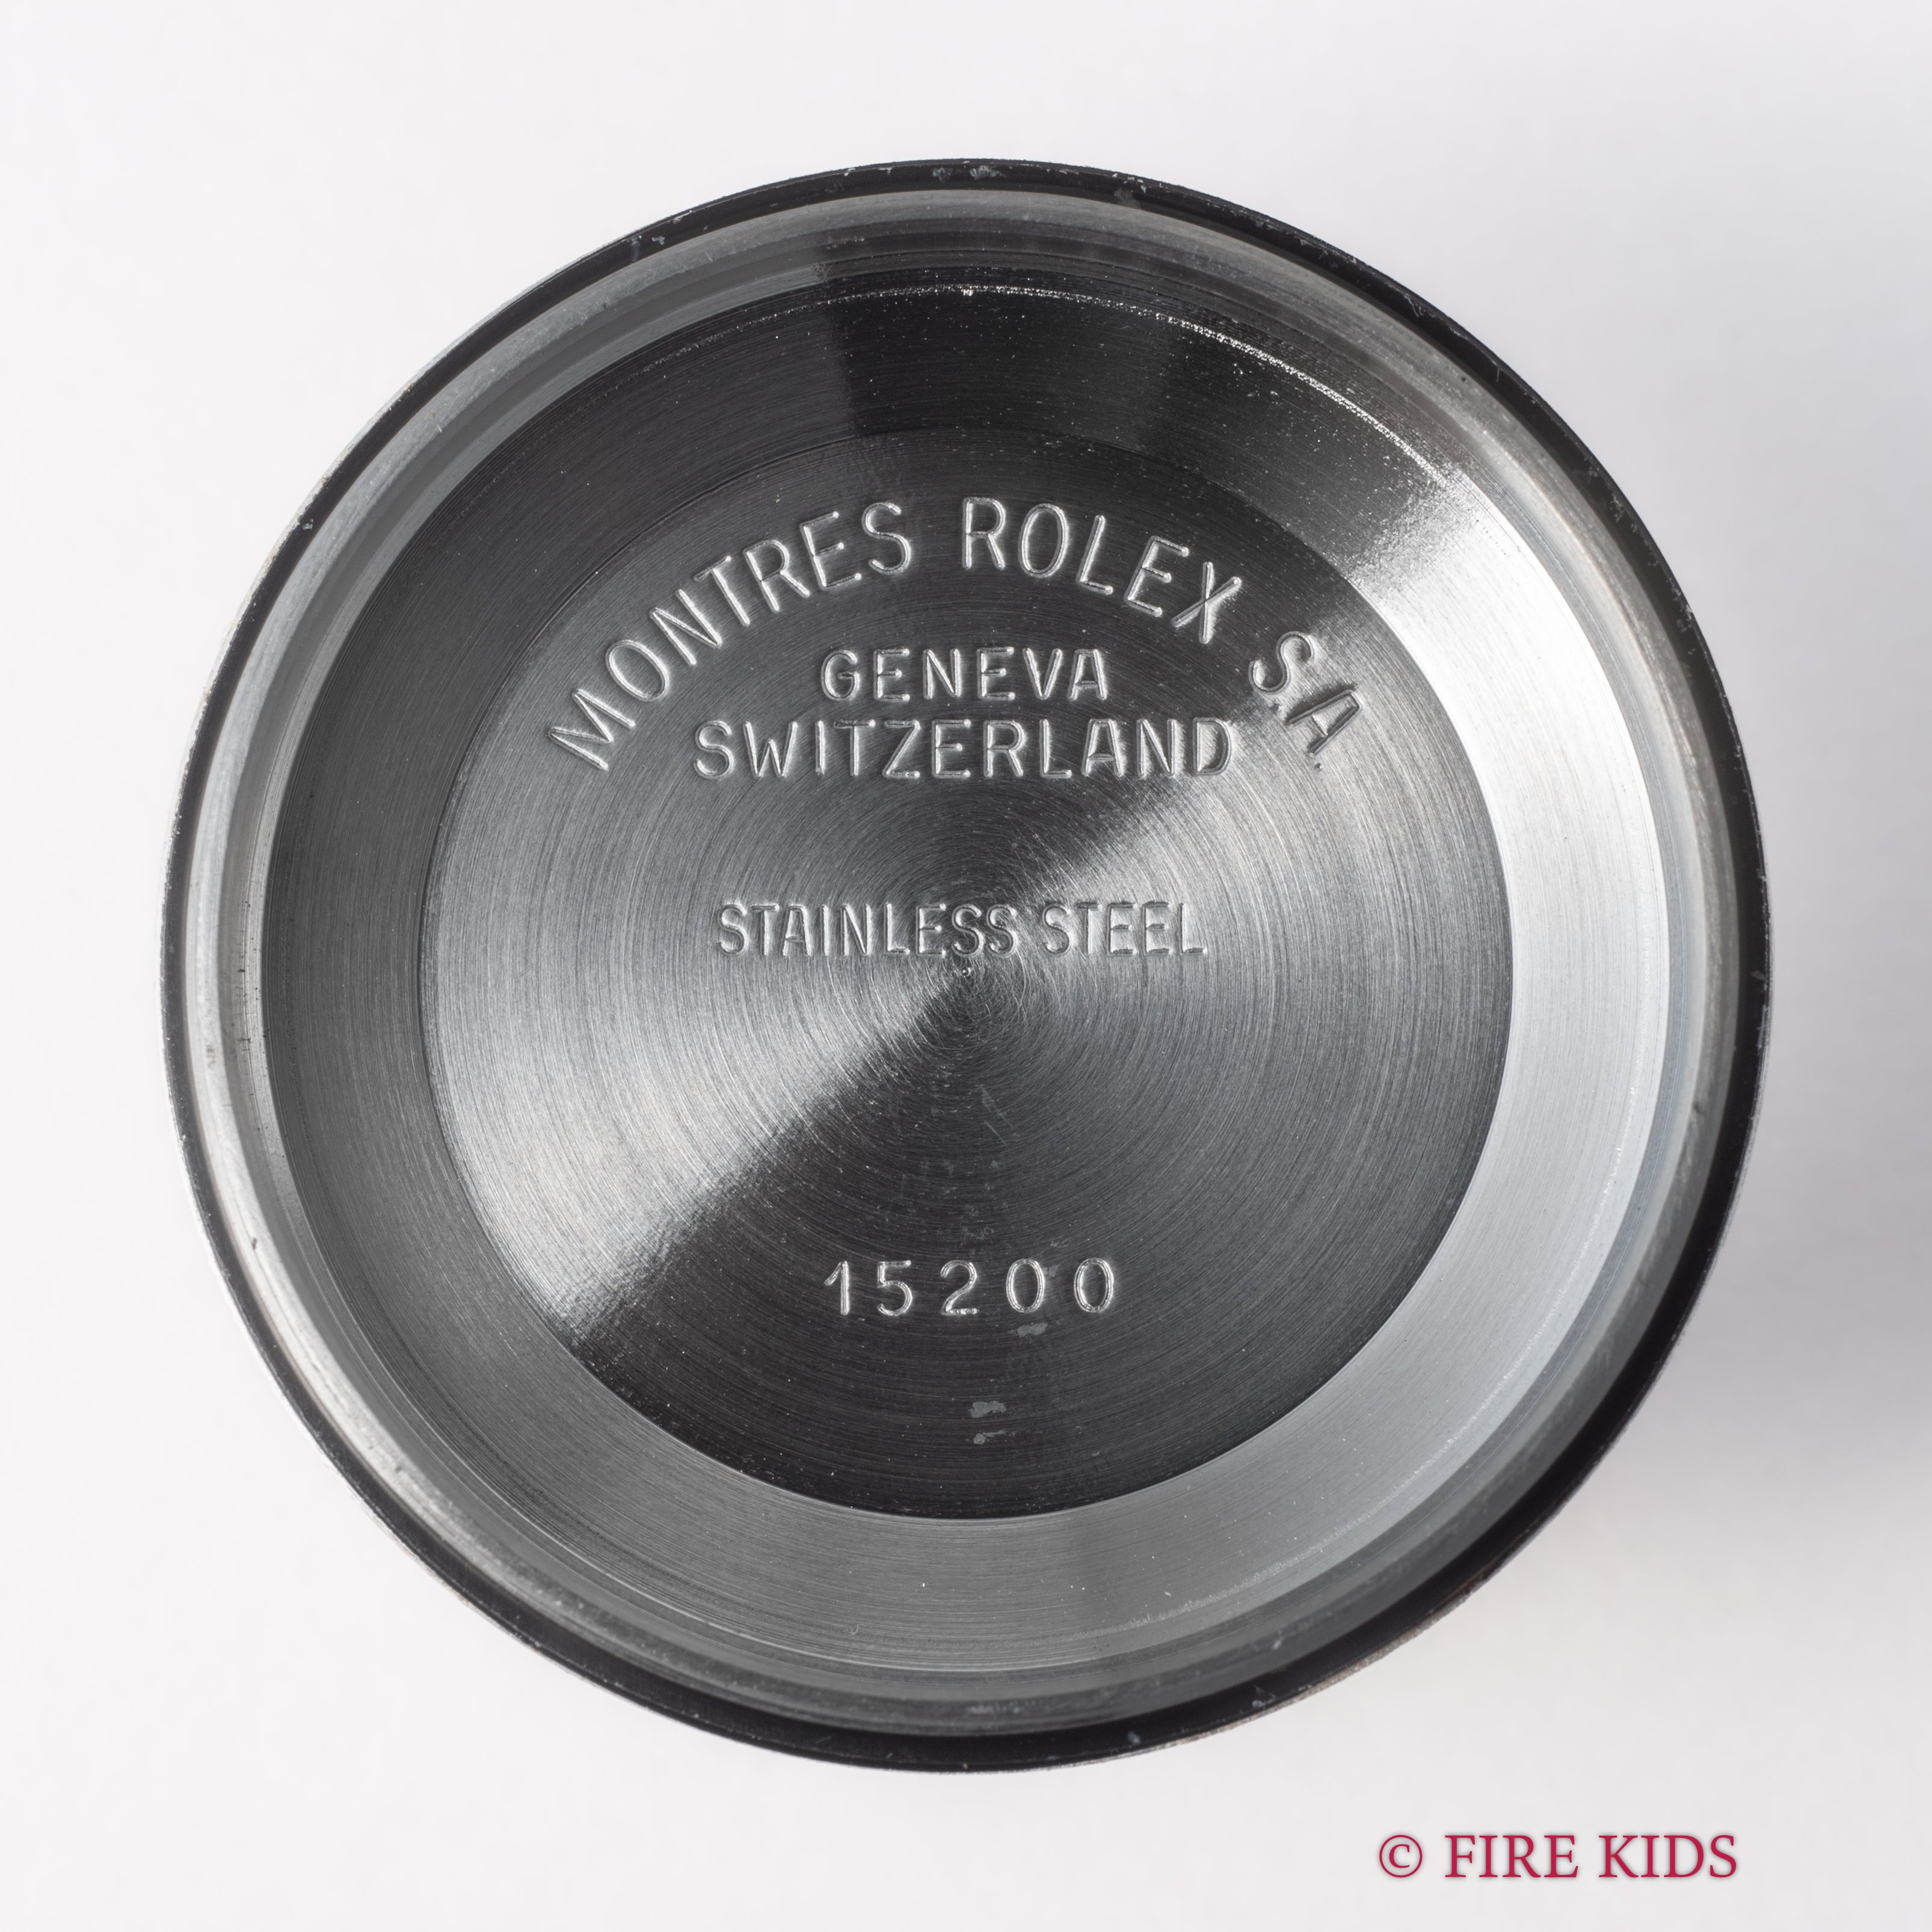 MONTRES ROLEX S.A.
GENEVA
SWITZERLAND
STAINLESS STEEL
15200
© FIRE KIDS